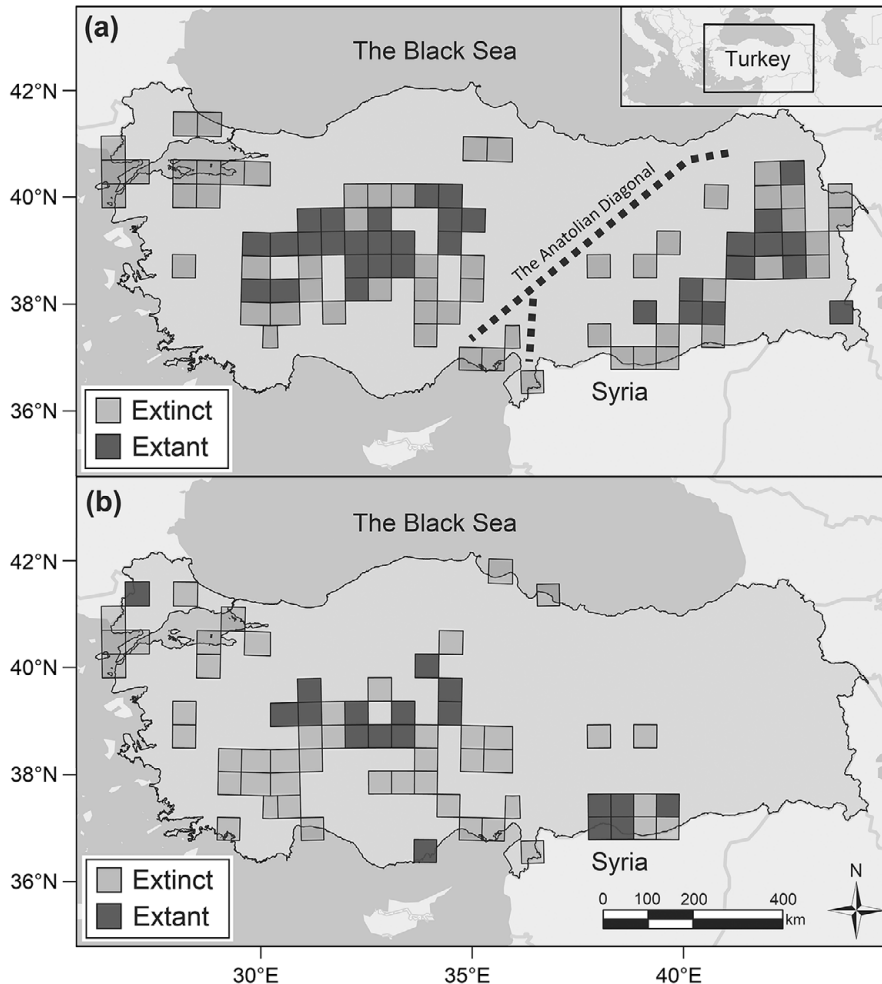 (a)
The Black Sea
Turkey
42°N
40°N
38°N
36°N
The Anatolian Diagonal
Syria
Extinct
Extant
(b)
The Black Sea
42°N
40°N
38°N
36°N
Syria
Extinct
Extant
N
0 100 200 400
km
30°E 35°E 40°E